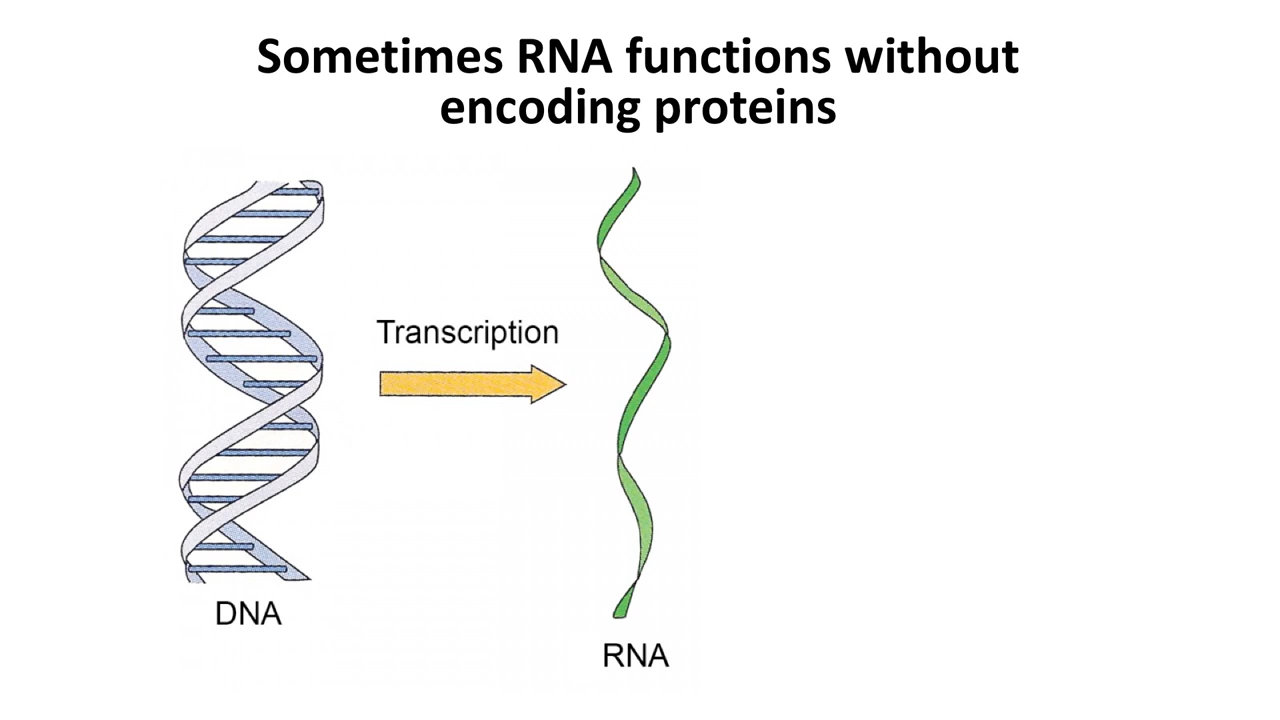 Sometimes RNA functions without
encoding proteins
Transcription
DNA
RNA